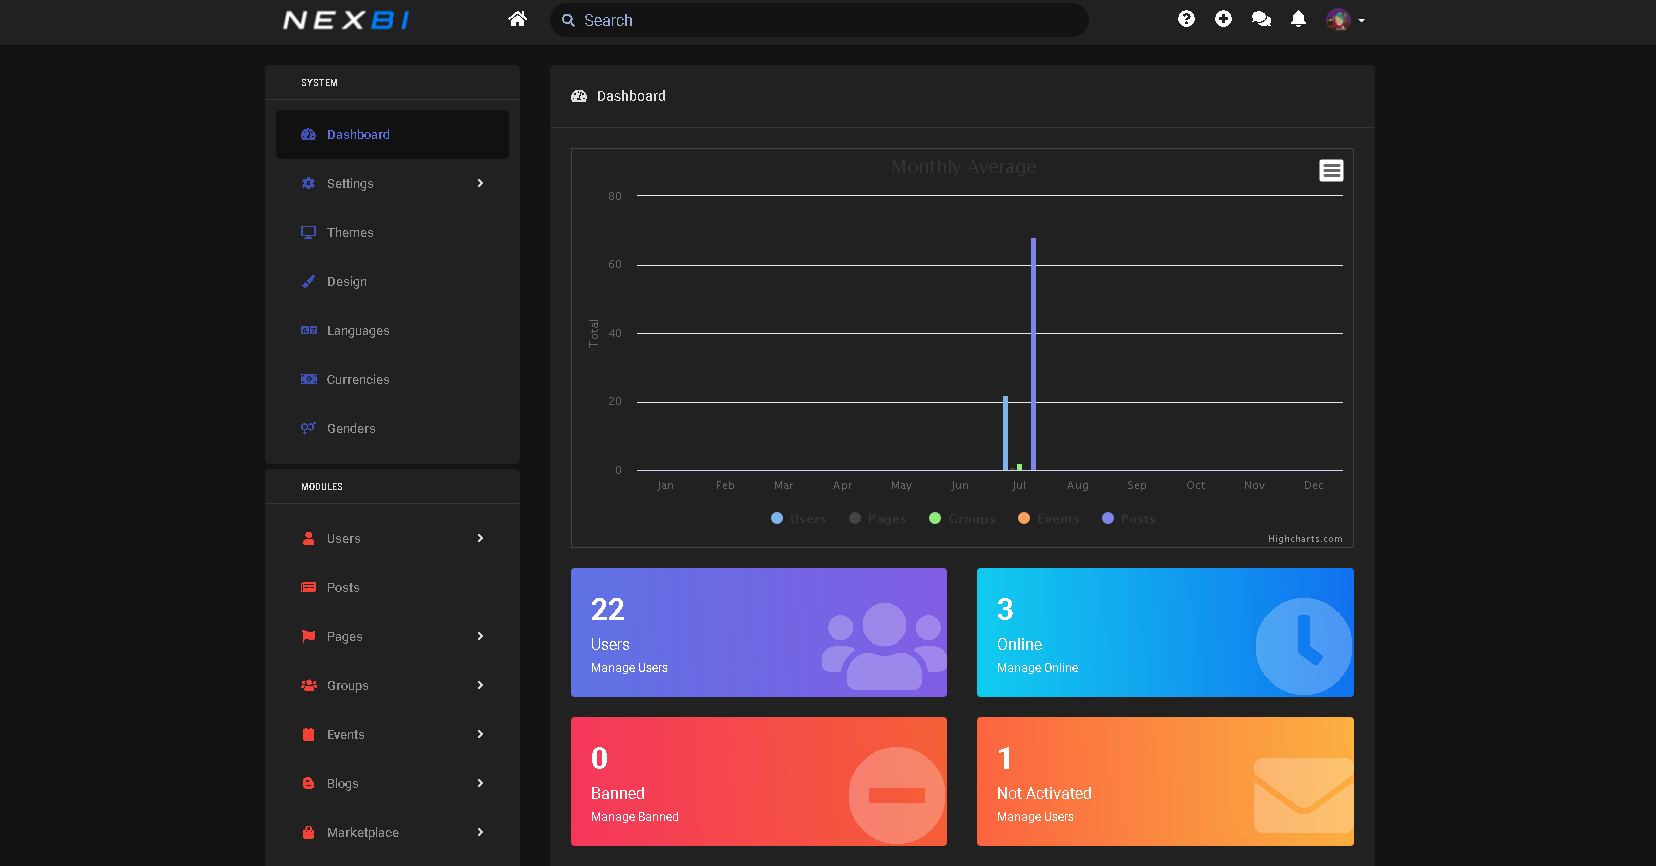 NEXBI
Search
SYSTEM
Dashboard
Settings
Themes
Design
Languages
Currencies
Genders
MODULES
Users
Posts
Pages
Groups
Events
Blogs
Marketplace
Dashboard
Monthly Average
80
60
40
20
0
Total
Jan Feb Mar Apr May Jun Jul Aug Sep Oct Nov Dec
Users Pages Groups Events Posts
Highcharts.com
22
Users
Manage Users
3
Online
Manage Online
0
Banned
Manage Banned
1
Not Activated
Manage Users